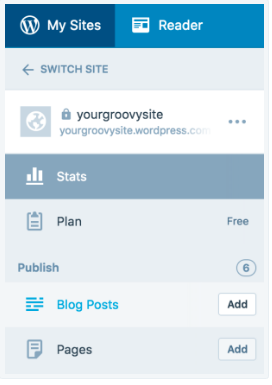 My Sites Reader
← SWITCH SITE
yourgroovysite
yourgroovysite.wordpress.com
Stats
Plan Free
Publish 6
Blog Posts Add
Pages Add